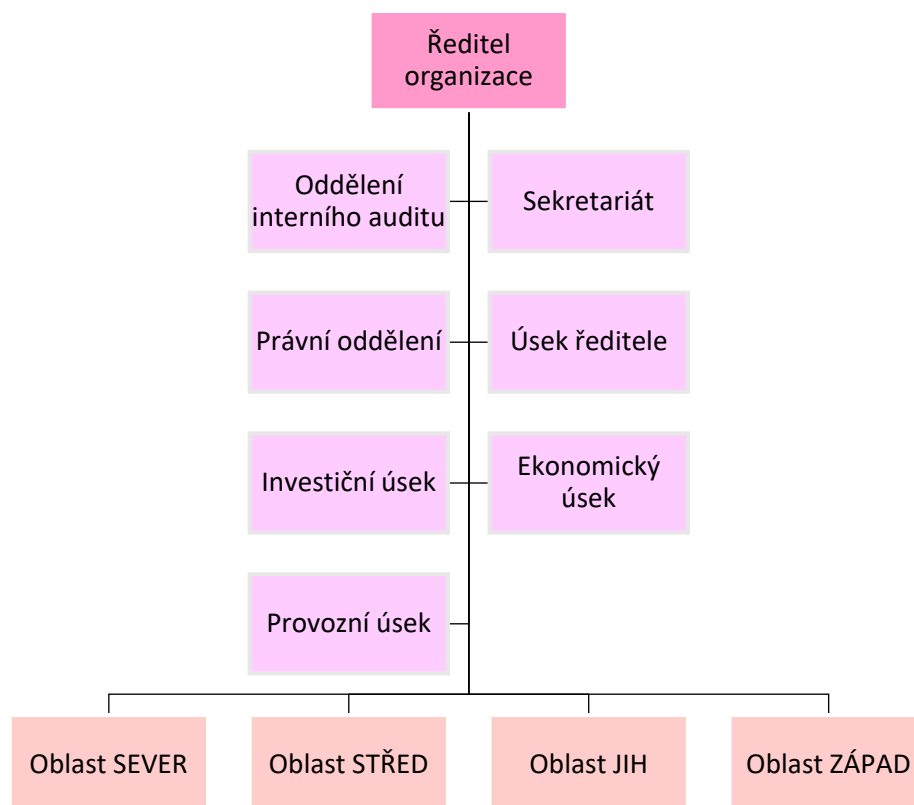 Ředitel
organizace
Oddělení
interního auditu
Sekretariát
Právní oddělení
Úsek ředitele
Investiční úsek
Ekonomický
úsek
Provozní úsek
Oblast SEVER
Oblast STŘED
Oblast JIH
Oblast ZÁPAD